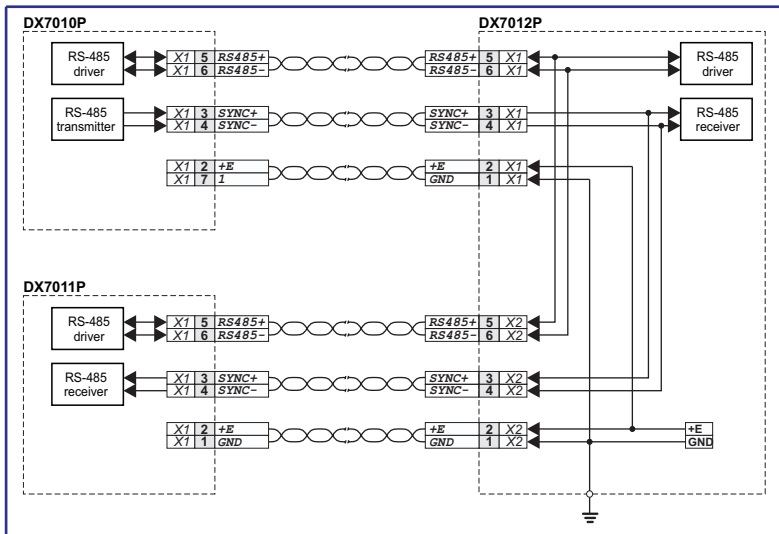 DX7010P
DX7012P
RS-485
driver
X1 5 RS485+
X1 6 RS485-
RS485+ 5 X1
RS485- 6 X1
RS-485
driver
RS-485
transmitter
X1 3 SYNC+
X1 4 SYNC-
SYNC+ 3 X1
SYNC- 4 X1
RS-485
receiver
X1 2 +E
X1 7 1
+E 2 X1
GND 1 X1
DX7011P
RS-485
driver
X1 5 RS485+
X1 6 RS485-
RS485+ 5 X2
RS485- 6 X2
RS-485
receiver
X1 3 SYNC+
X1 4 SYNC-
SYNC+ 3 X2
SYNC- 4 X2
X1 2 +E
X1 1 GND
+E 2 X2
GND 1 X2
+E
GND